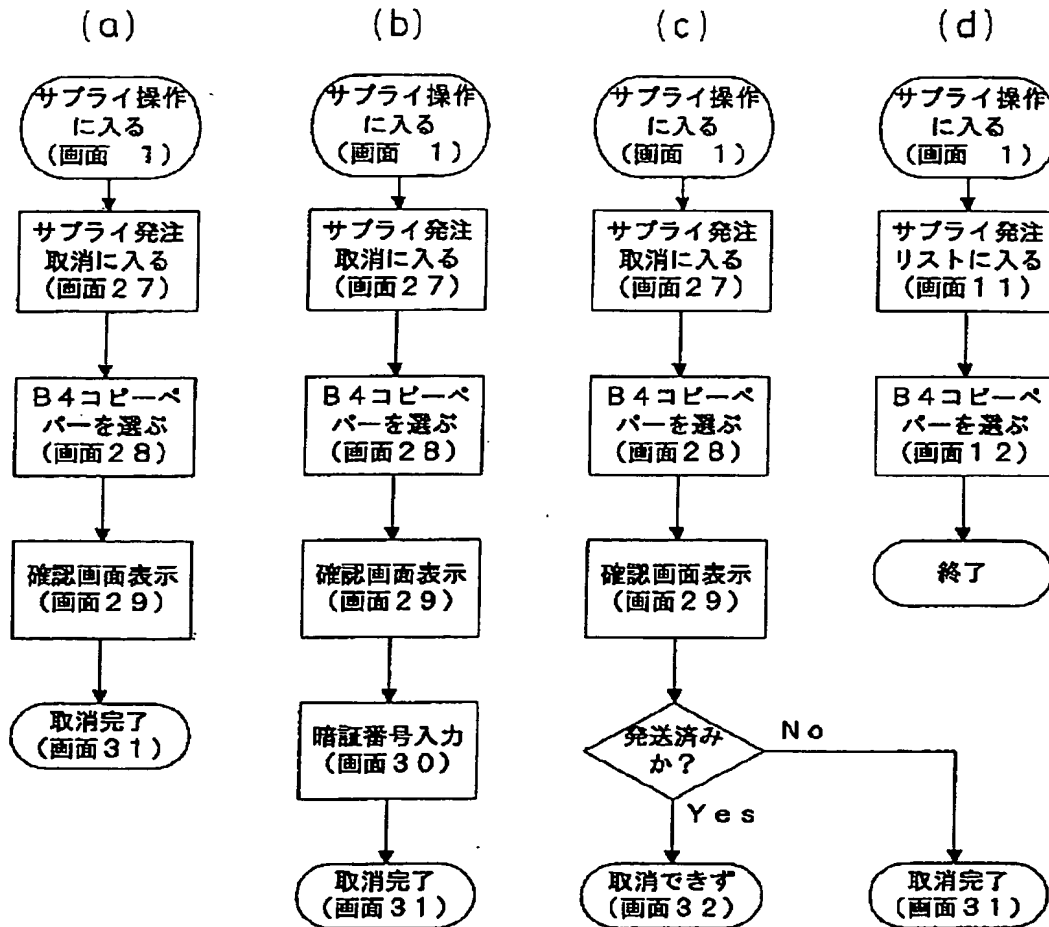 (a)
サプライ操作
に入る
(画面 1)
サプライ発注
取消に入る
(画面27)
B4コピーペ
パーを選ぶ
(画面28)
確認画面表示
(画面29)
取消完了
(画面31)
(b)
サプライ操作
に入る
(画面 1)
サプライ発注
取消に入る
(画面27)
B4コピーペ
パーを選ぶ
(画面28)
確認画面表示
(画面29)
暗証番号入力
(画面30)
取消完了
(画面31)
(c)
サプライ操作
に入る
(画面 1)
サプライ発注
取消に入る
(画面27)
B4コピーペ
パーを選ぶ
(画面28)
確認画面表示
(画面29)
発送済み
か?
No
Yes
取消できず
(画面32)
取消完了
(画面31)
(d)
サプライ操作
に入る
(画面 1)
サプライ発注
リストに入る
(画面11)
B4コピーペ
パーを選ぶ
(画面12)
終了